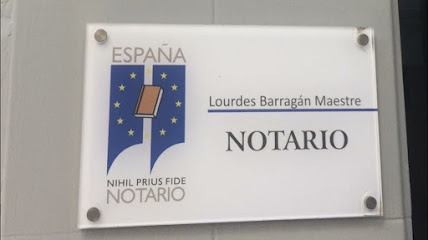 ESPAÑA
NIHIL PRIUS FIDE
NOTARIO
Lourdes Barragán Maestre
NOTARIO